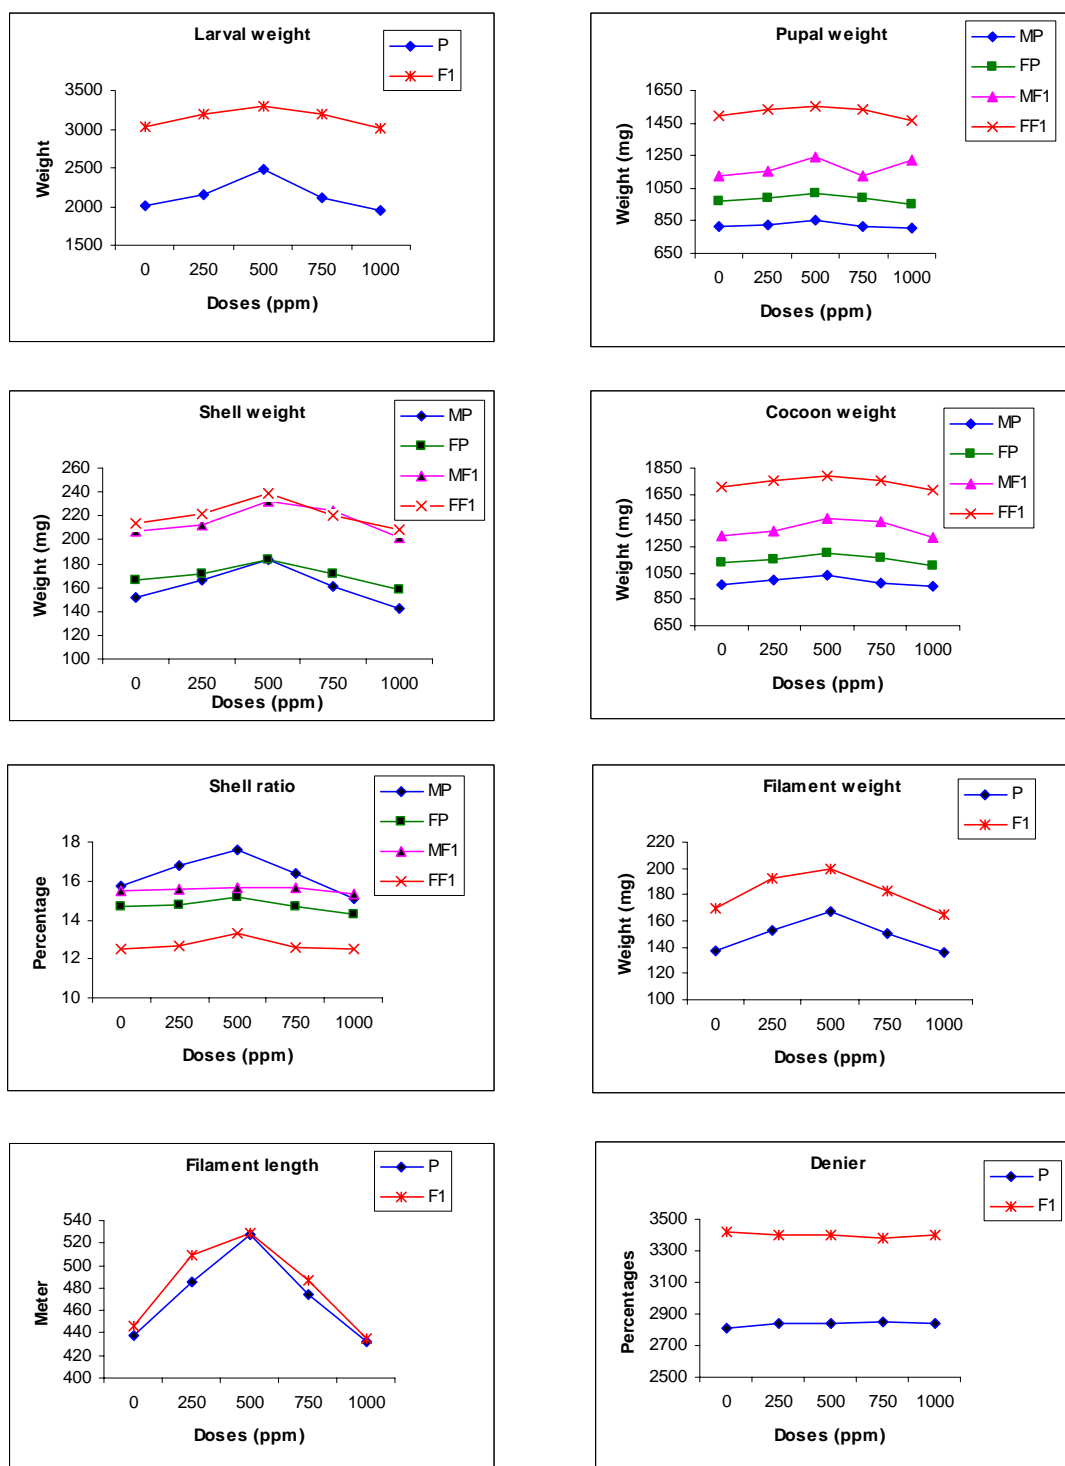 Larval weight
P
F1
3500
3000
2500
2000
1500
Weight
0 250 500 750 1000
Doses (ppm)
Pupal weight
MP
FP
MF1
FF1
1650
1450
1250
1050
850
650
Weight (mg)
0 250 500 750 1000
Doses (ppm)
Shell weight
MP
FP
MF1
FF1
260
240
220
200
180
160
140
120
100
Weight (mg)
0 250 500 750 1000
Doses (ppm)
Cocoon weight
MP
FP
MF1
FF1
1850
1650
1450
1250
1050
850
650
Weight (mg)
0 250 500 750 1000
Doses (ppm)
Shell ratio
MP
FP
MF1
FF1
18
16
14
12
10
Percentage
0 250 500 750 1000
Doses (ppm)
Filament weight
P
F1
220
200
180
160
140
120
100
Weight (mg)
0 250 500 750 1000
Doses (ppm)
Filament length
P
F1
540
520
500
480
460
440
420
400
Meter
0 250 500 750 1000
Doses (ppm)
Denier
P
F1
3500
3300
3100
2900
2700
2500
Percentages
0 250 500 750 1000
Doses (ppm)